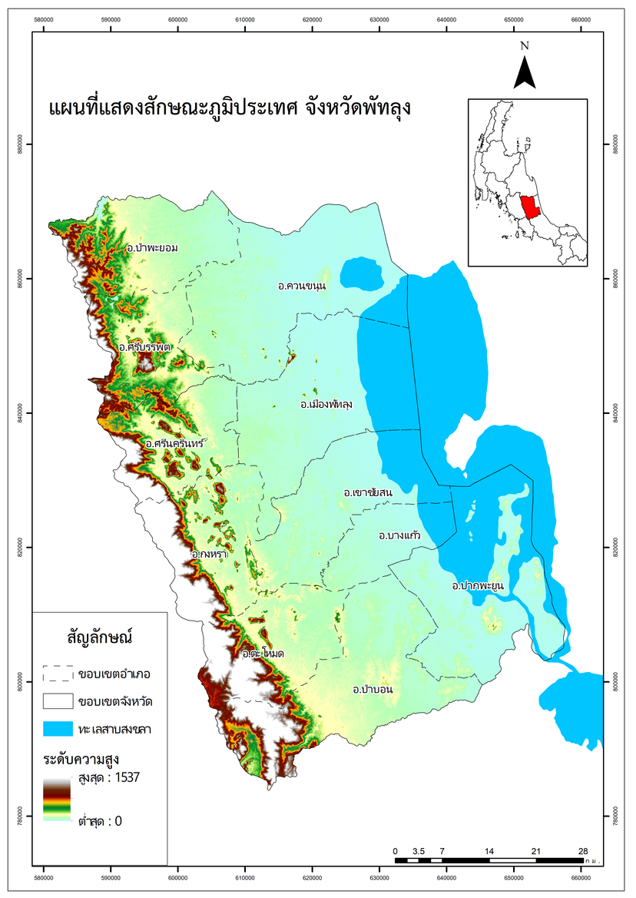 580000 590000 600000 610000 620000 630000 640000 650000 660000
N
แผนที่แสดงลักษณะภูมิประเทศ จังหวัดพัทลุง
880000
880000
อ.ป่าพะยอม
860000
อ.ควนขนุน
860000
อ.ศรีบรรพต
840000
อ.เมืองพัทลุง
840000
อ.ศรีนครินทร์
อ.เขาชัยสน
อ.บางแก้ว
820000
อ.กงหรา
820000
อ.ปากพะยูน
สัญลักษณ์
อ.ตะโหมด
ขอบเขตอำเภอ
800000
อ.ป่าบอน
ขอบเขตจังหวัด
ทะเลสาบสงขลา
ระดับความสูง
สูงสุด : 1537
ต่ำสุด : 0
780000
780000
0 3.5 7 14 21 28
กม.
580000 590000 600000 610000 620000 630000 640000 650000 660000